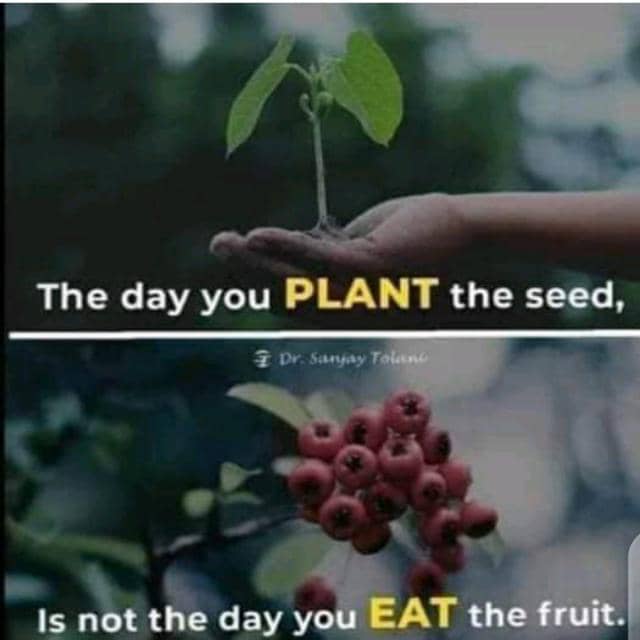 The day you PLANT the seed,
Dr. Sanjay Tolani
Is not the day you EAT the fruit.